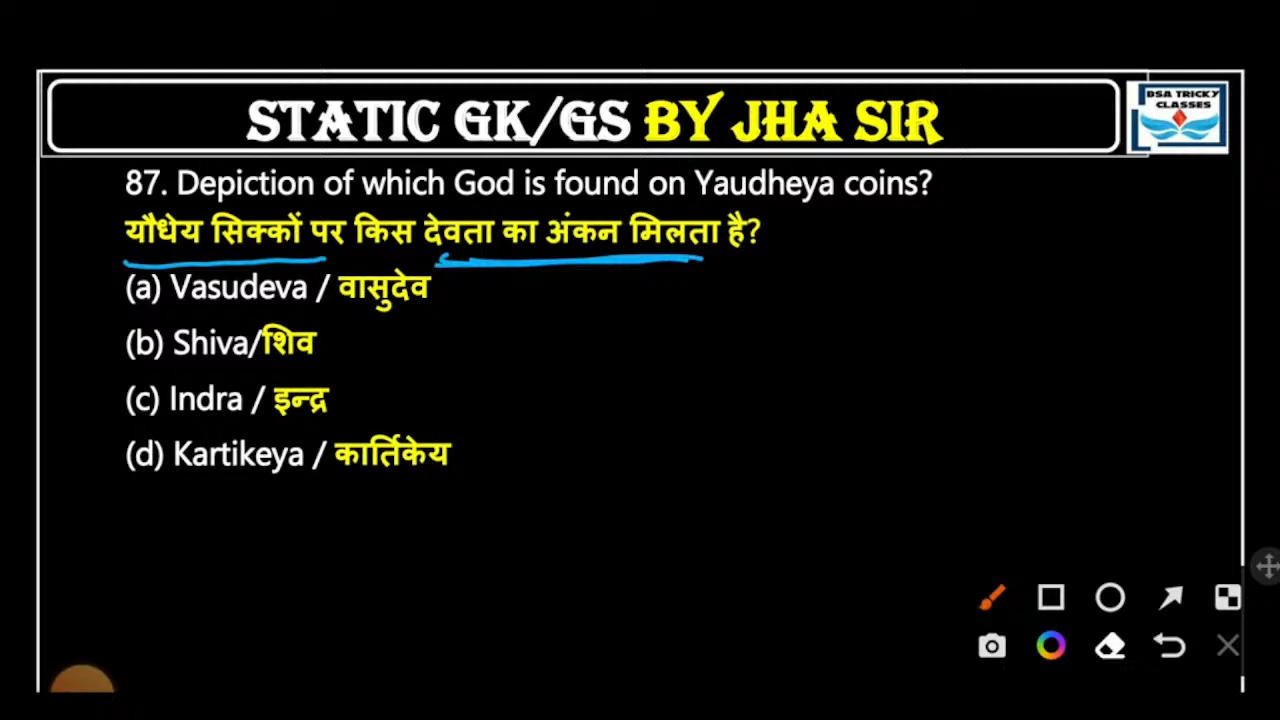 STATIC GK/GS BY JHA SIR
DSA TRICKY
CLASSES
87. Depiction of which God is found on Yaudheya coins?
यौधेय सिक्कों पर किस देवता का अंकन मिलता है?
(a) Vasudeva / वासुदेव
(b) Shiva/शिव
(c) Indra / इन्द्र
(d) Kartikeya / कार्तिकेय